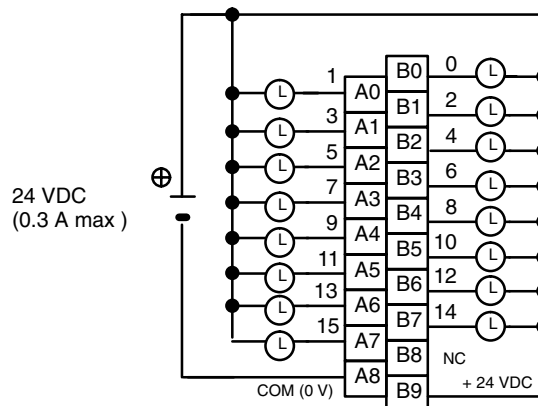 0
B0
L
1
L
A0
2
B1
L
3
L
A1
4
B2
L
5
L
A2
6
B3
L
7
L
A3
24 VDC
(0.3 A max )
8
B4
L
9
L
A4
10
B5
L
11
L
A5
12
B6
L
13
L
A6
14
B7
L
15
L
A7
B8
NC
A8
COM (0 V)
B9
+ 24 VDC